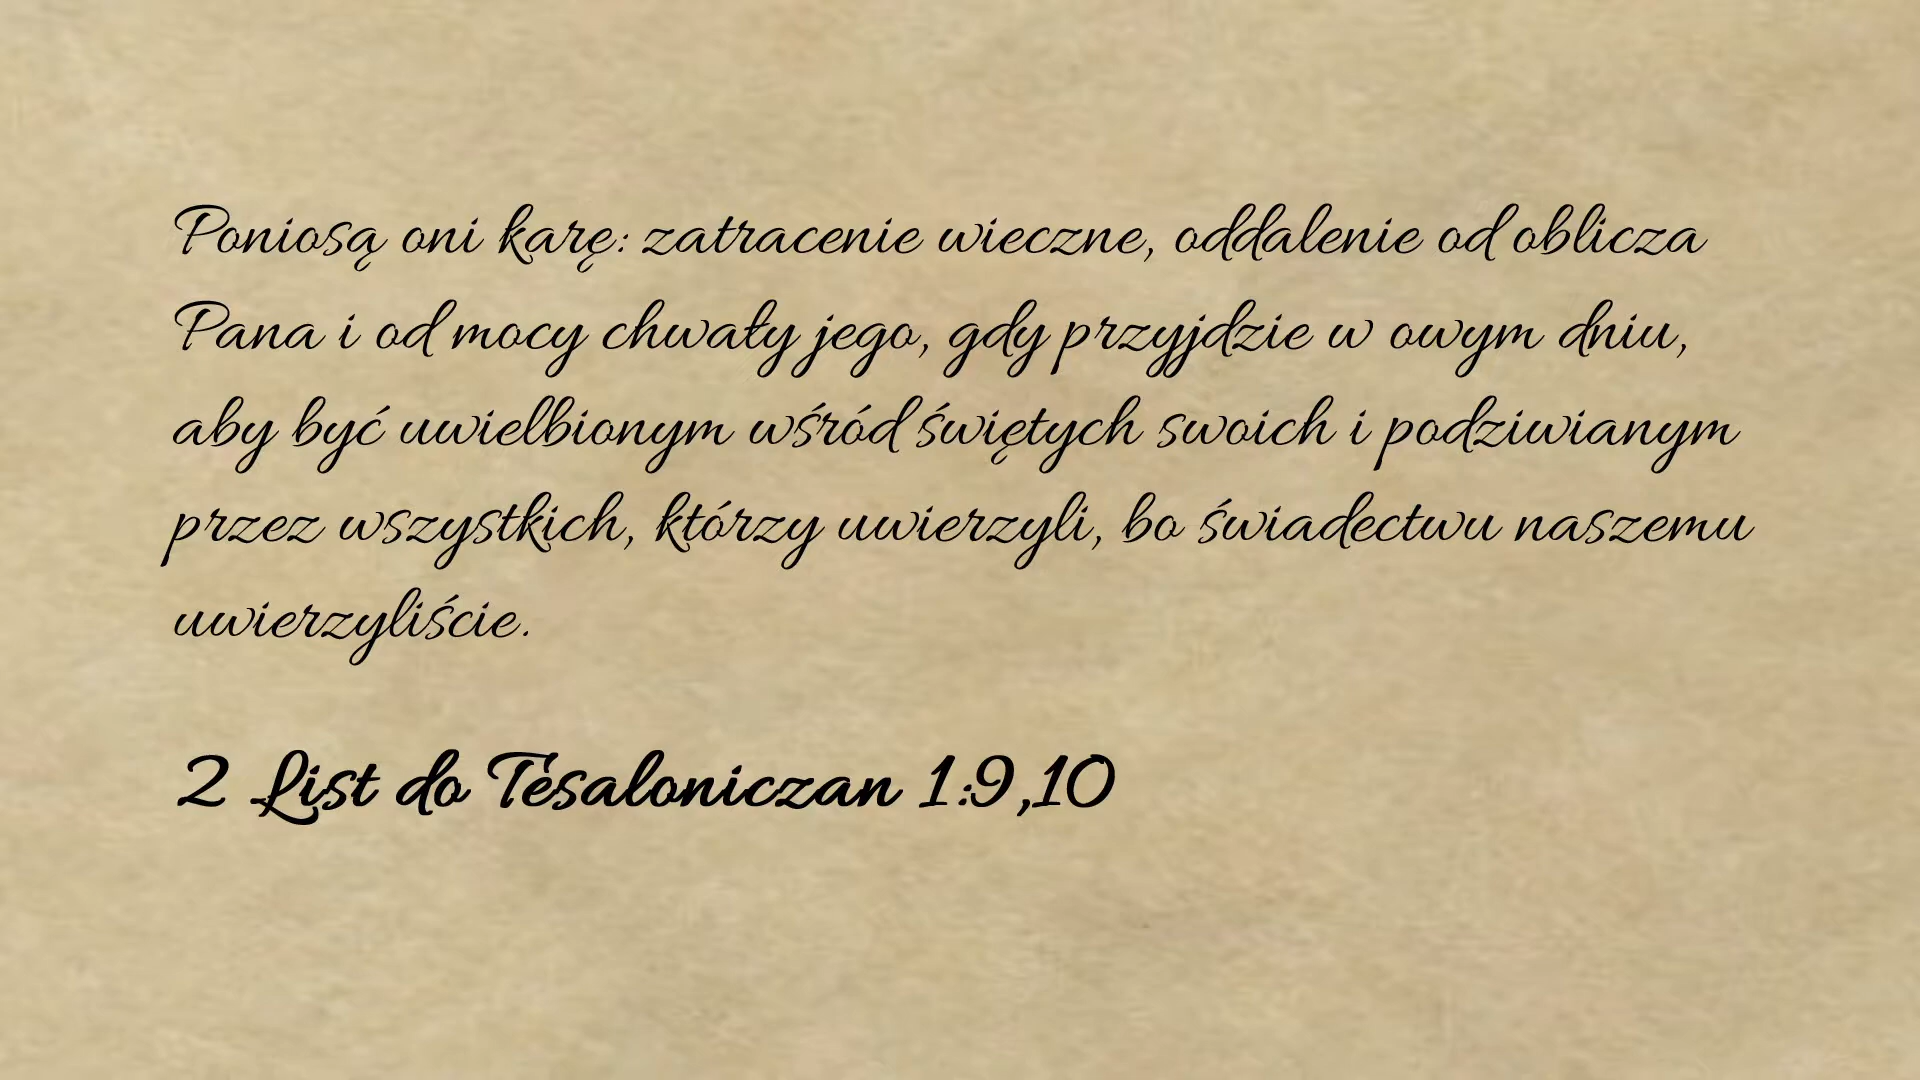 Poniosą oni karę: zatracenie wieczne, oddalenie od oblicza
Pana i od mocy chwały jego, gdy przyjdzie w owym dniu,
aby być uwielbionym wśród świętych swoich i podziwianym
przez wszystkich, którzy uwierzyli, bo świadectwu naszemu
uwierzyliście.
2 List do Tesaloniczan 1:9,10